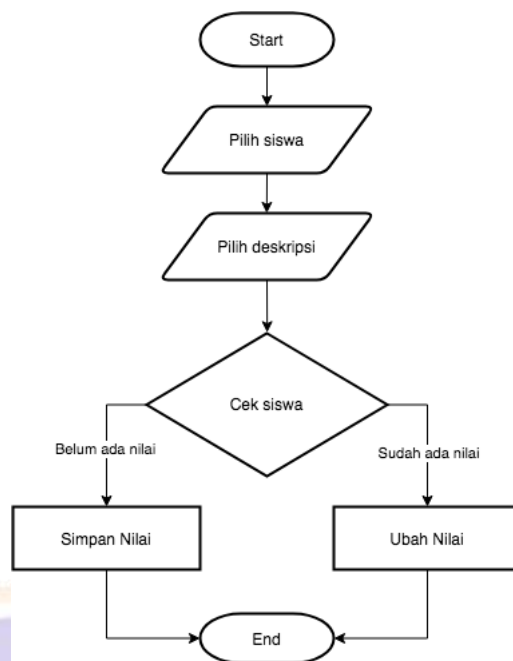 Start
Pilih siswa
Pilih deskripsi
Cek siswa
Belum ada nilai
Sudah ada nilai
Simpan Nilai
Ubah Nilai
End